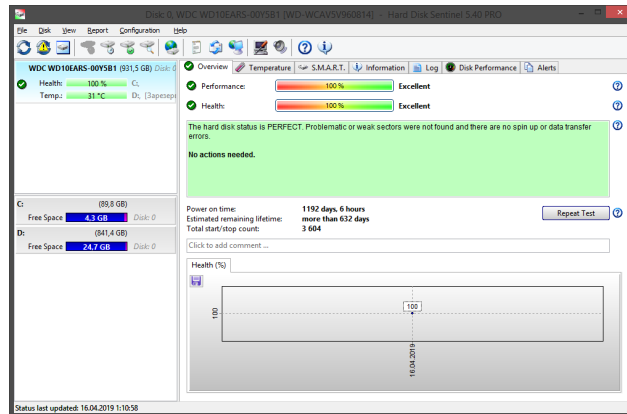 Disk: 0, WDC WD10EARS-00Y5B1 [WD-WCAV5V960814] - Hard Disk Sentinel 5.40 PRO
File Disk View Report Configuration Help
WDC WD10EARS-00Y5B1 (931,5 GB) Disk: 0
Health: 100 % C:,
Temp.: 31 °C D:, [Зарезер
C: (89,8 GB)
Free Space 4,3 GB Disk: 0
D: (841,4 GB)
Free Space 24,7 GB Disk: 0
Overview Temperature S.M.A.R.T. Information Log Disk Performance Alerts
Performance: 100 % Excellent
Health: 100 % Excellent
The hard disk status is PERFECT. Problematic or weak sectors were not found and there are no spin up or data transfer
errors.
No actions needed.
Power on time: 1192 days, 6 hours
Estimated remaining lifetime: more than 632 days
Total start/stop count: 3 604
Repeat Test
Click to add comment ...
Health (%)
100
100
16.04.2019
Status last updated: 16.04.2019 1:10:58